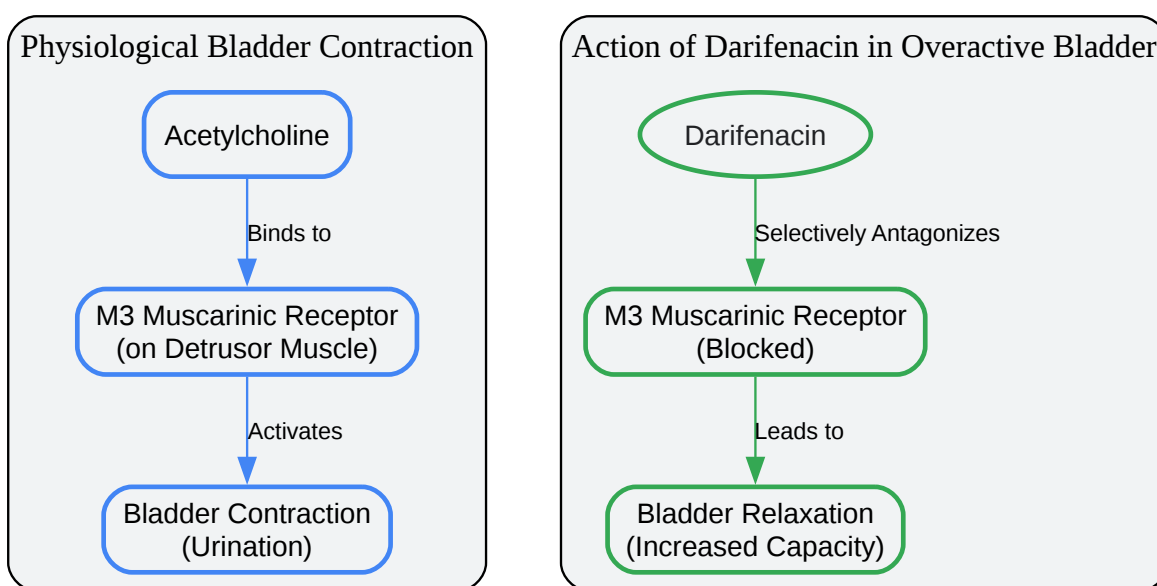 Physiological Bladder Contraction
Acetylcholine
Binds to
M3 Muscarinic Receptor
(on Detrusor Muscle)
Activates
Bladder Contraction
(Urination)
Action of Darifenacin in Overactive Bladder
Darifenacin
Selectively Antagonizes
M3 Muscarinic Receptor
(Blocked)
Leads to
Bladder Relaxation
(Increased Capacity)